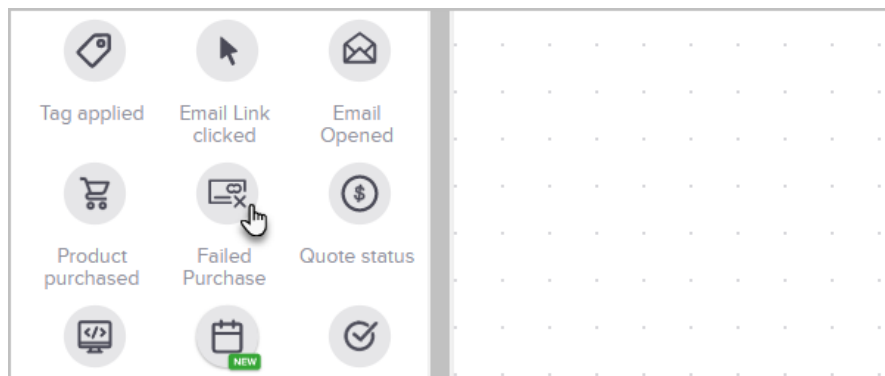 Tag applied
Email Link
clicked
Email
Opened
Product
purchased
Failed
Purchase
Quote status
NEW